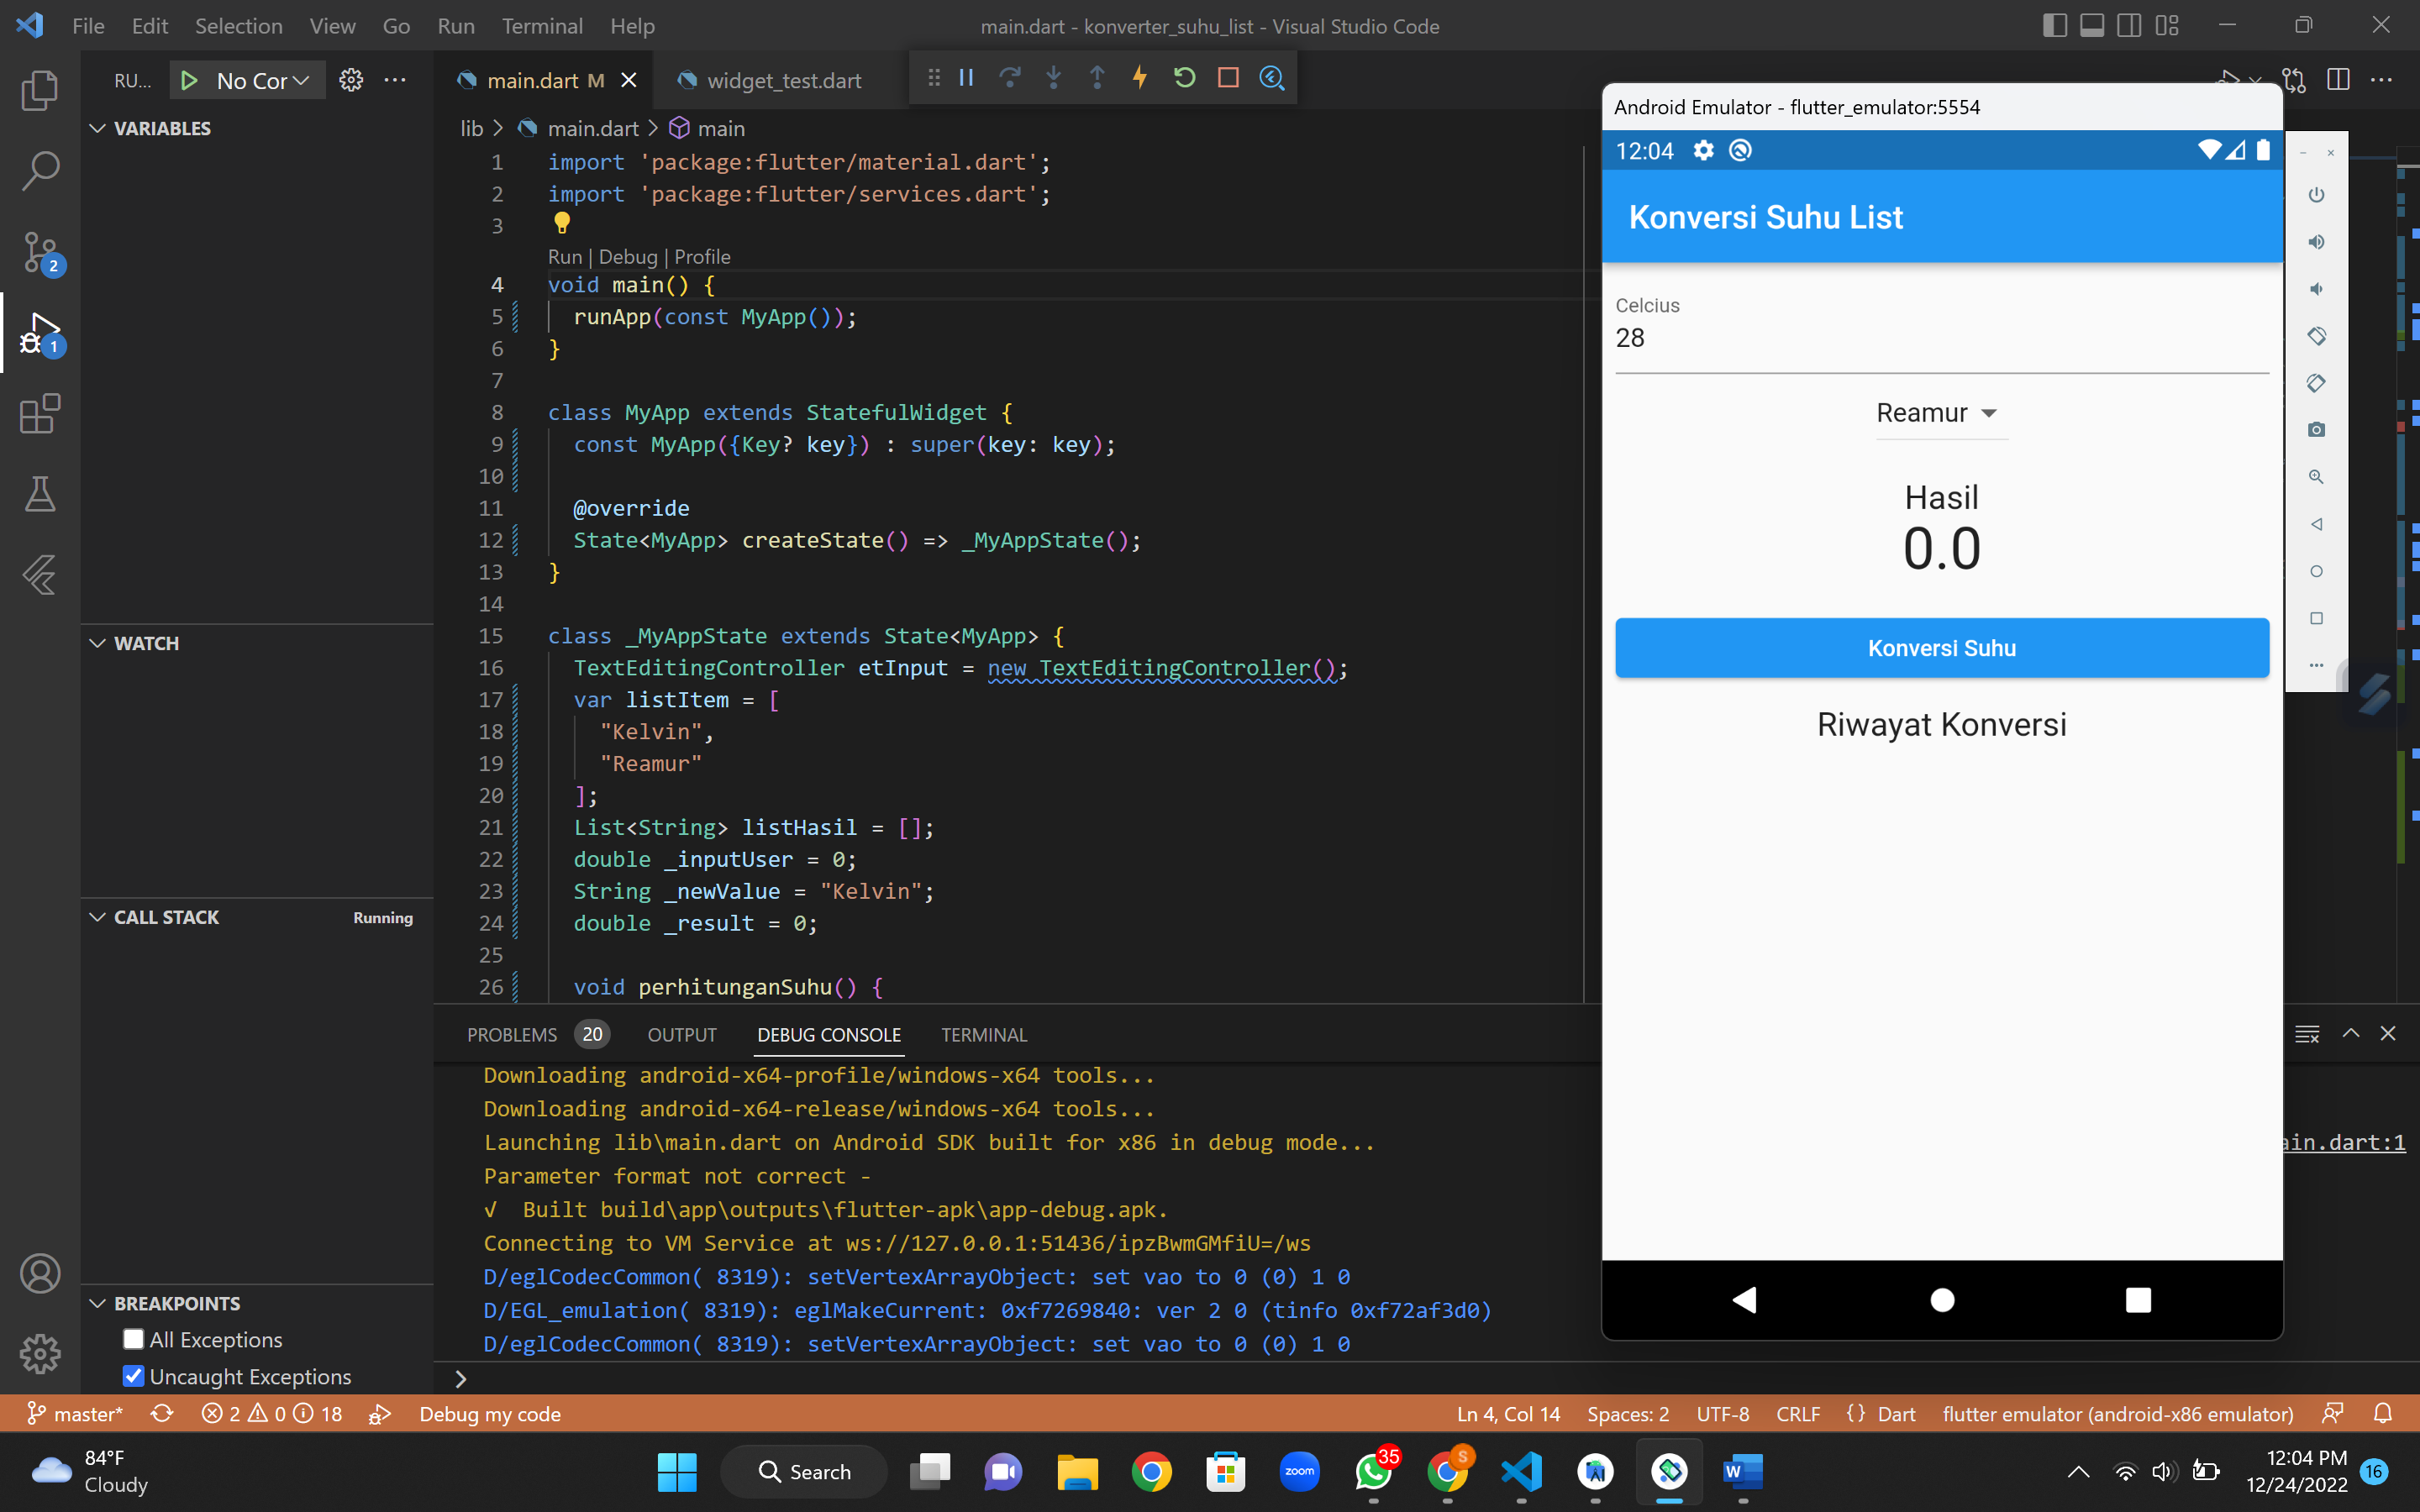 File Edit Selection View Go Run Terminal Help
main.dart - konverter_suhu_list - Visual Studio Code
RU... No Cor
main.dart M
widget_test.dart
lib > main.dart > main
VARIABLES
WATCH
CALL STACK Running
BREAKPOINTS
All Exceptions
Uncaught Exceptions
2
1
1 import 'package:flutter/material.dart';
2 import 'package:flutter/services.dart';
3
Run | Debug | Profile
4 void main() {
5 runApp(const MyApp());
6 }
7
8 class MyApp extends StatefulWidget {
9 const MyApp({Key? key}) : super(key: key);
10
11 @override
12 State<MyApp> createState() => _MyAppState();
13 }
14
15 class _MyAppState extends State<MyApp> {
16 TextEditingController etInput = new TextEditingController();
17 var listItem = [
18 "Kelvin",
19 "Reamur"
20 ];
21 List<String> listHasil = [];
22 double _inputUser = 0;
23 String _newValue = "Kelvin";
24 double _result = 0;
25
26 void perhitunganSuhu() {
PROBLEMS 20 OUTPUT DEBUG CONSOLE TERMINAL
Downloading android-x64-profile/windows-x64 tools...
Downloading android-x64-release/windows-x64 tools...
Launching lib\main.dart on Android SDK built for x86 in debug mode...
ain.dart:1
Parameter format not correct -
√ Built build\app\outputs\flutter-apk\app-debug.apk.
Connecting to VM Service at ws://127.0.0.1:51436/ipzBwmGMfiU=/ws
D/eglCodecCommon( 8319): setVertexArrayObject: set vao to 0 (0) 1 0
D/EGL_emulation( 8319): eglMakeCurrent: 0xf7269840: ver 2 0 (tinfo 0xf72af3d0)
D/eglCodecCommon( 8319): setVertexArrayObject: set vao to 0 (0) 1 0
Android Emulator - flutter_emulator:5554
12:04
Konversi Suhu List
Celcius
28
Reamur
Hasil
0.0
Konversi Suhu
Riwayat Konversi
master* 2 0 18 Debug my code
Ln 4, Col 14 Spaces: 2 UTF-8 CRLF {} Dart flutter emulator (android-x86 emulator)
84°F
Cloudy
Search
zoom
35
S
W
12:04 PM
12/24/2022
16